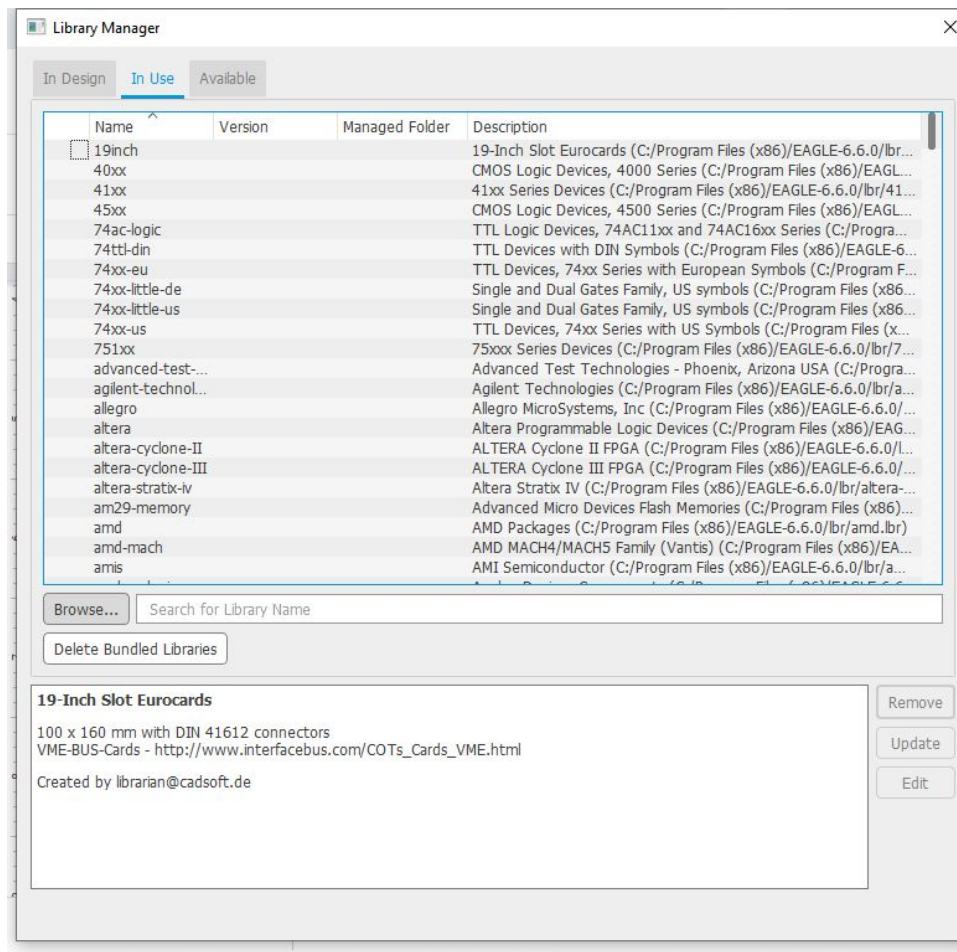 Library Manager
In Design In Use Available
Name Version Managed Folder Description
19inch 19-Inch Slot Eurocards (C:/Program Files (x86)/EAGLE-6.6.0/lbr...
40xx CMOS Logic Devices, 4000 Series (C:/Program Files (x86)/EAGL...
41xx 41xx Series Devices (C:/Program Files (x86)/EAGLE-6.6.0/lbr/41...
45xx CMOS Logic Devices, 4500 Series (C:/Program Files (x86)/EAGL...
74ac-logic TTL Logic Devices, 74AC11xx and 74AC16xx Series (C:/Progra...
74ttl-din TTL Devices with DIN Symbols (C:/Program Files (x86)/EAGLE-6...
74xx-eu TTL Devices, 74xx Series with European Symbols (C:/Program F...
74xx-little-de Single and Dual Gates Family, US symbols (C:/Program Files (x86...
74xx-little-us Single and Dual Gates Family, US symbols (C:/Program Files (x86...
74xx-us TTL Devices, 74xx Series with US Symbols (C:/Program Files (x...
751xx 75xxx Series Devices (C:/Program Files (x86)/EAGLE-6.6.0/lbr/7...
advanced-test-... Advanced Test Technologies - Phoenix, Arizona USA (C:/Progra...
agilent-technol... Agilent Technologies (C:/Program Files (x86)/EAGLE-6.6.0/lbr/a...
allegro Allegro MicroSystems, Inc (C:/Program Files (x86)/EAGLE-6.6.0/...
altera Altera Programmable Logic Devices (C:/Program Files (x86)/EAG...
altera-cyclone-II ALTERA Cyclone II FPGA (C:/Program Files (x86)/EAGLE-6.6.0/l...
altera-cyclone-III ALTERA Cyclone III FPGA (C:/Program Files (x86)/EAGLE-6.6.0/...
altera-stratix-iv Altera Stratix IV (C:/Program Files (x86)/EAGLE-6.6.0/lbr/altera-...
am29-memory Advanced Micro Devices Flash Memories (C:/Program Files (x86)...
amd AMD Packages (C:/Program Files (x86)/EAGLE-6.6.0/lbr/amd.lbr)
amd-mach AMD MACH4/MACH5 Family (Vantis) (C:/Program Files (x86)/EA...
amis AMI Semiconductor (C:/Program Files (x86)/EAGLE-6.6.0/lbr/a...
Browse... Search for Library Name
Delete Bundled Libraries
19-Inch Slot Eurocards
100 x 160 mm with DIN 41612 connectors
VME-BUS-Cards - http://www.interfacebus.com/COTs_Cards_VME.html
Created by librarian@cadsoft.de
Remove
Update
Edit